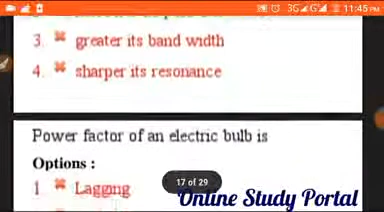 3G 4G 11:45 PM
3. greater its band width
4. sharper its resonance
Power factor of an electric bulb is
Options :
1. Lagging
17 of 29
Online Study Portal